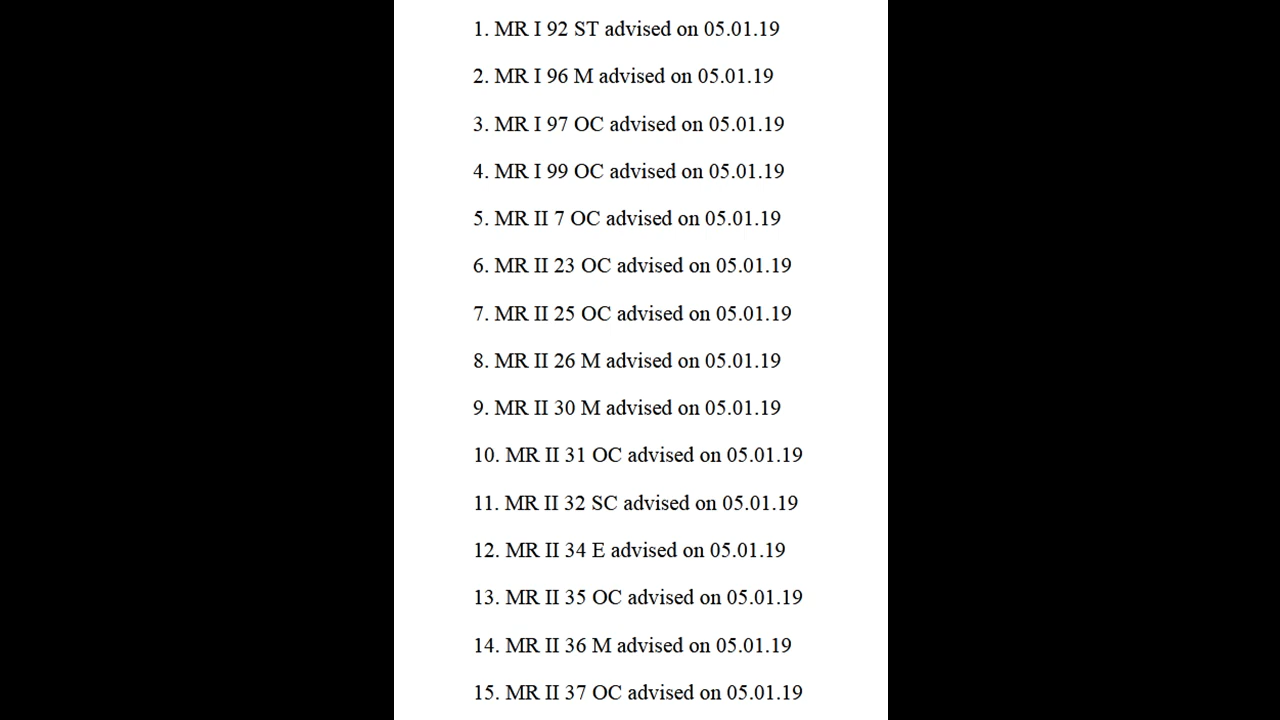 1. MR I 92 ST advised on 05.01.19
2. MR I 96 M advised on 05.01.19
3. MR I 97 OC advised on 05.01.19
4. MR I 99 OC advised on 05.01.19
5. MR II 7 OC advised on 05.01.19
6. MR II 23 OC advised on 05.01.19
7. MR II 25 OC advised on 05.01.19
8. MR II 26 M advised on 05.01.19
9. MR II 30 M advised on 05.01.19
10. MR II 31 OC advised on 05.01.19
11. MR II 32 SC advised on 05.01.19
12. MR II 34 E advised on 05.01.19
13. MR II 35 OC advised on 05.01.19
14. MR II 36 M advised on 05.01.19
15. MR II 37 OC advised on 05.01.19